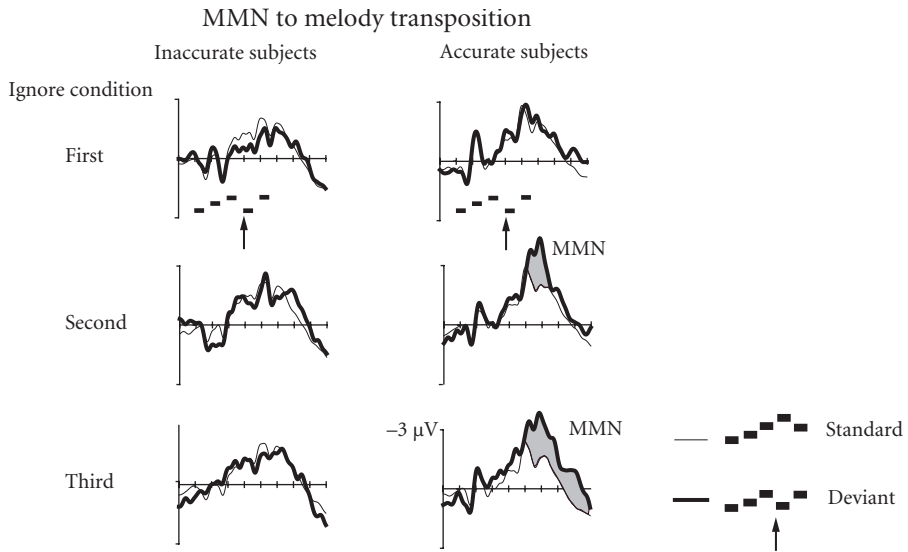 MMN to melody transposition
Inaccurate subjects
Accurate subjects
Ignore condition
First
MMN
Second
−3 μV
MMN
Third
Standard
Deviant